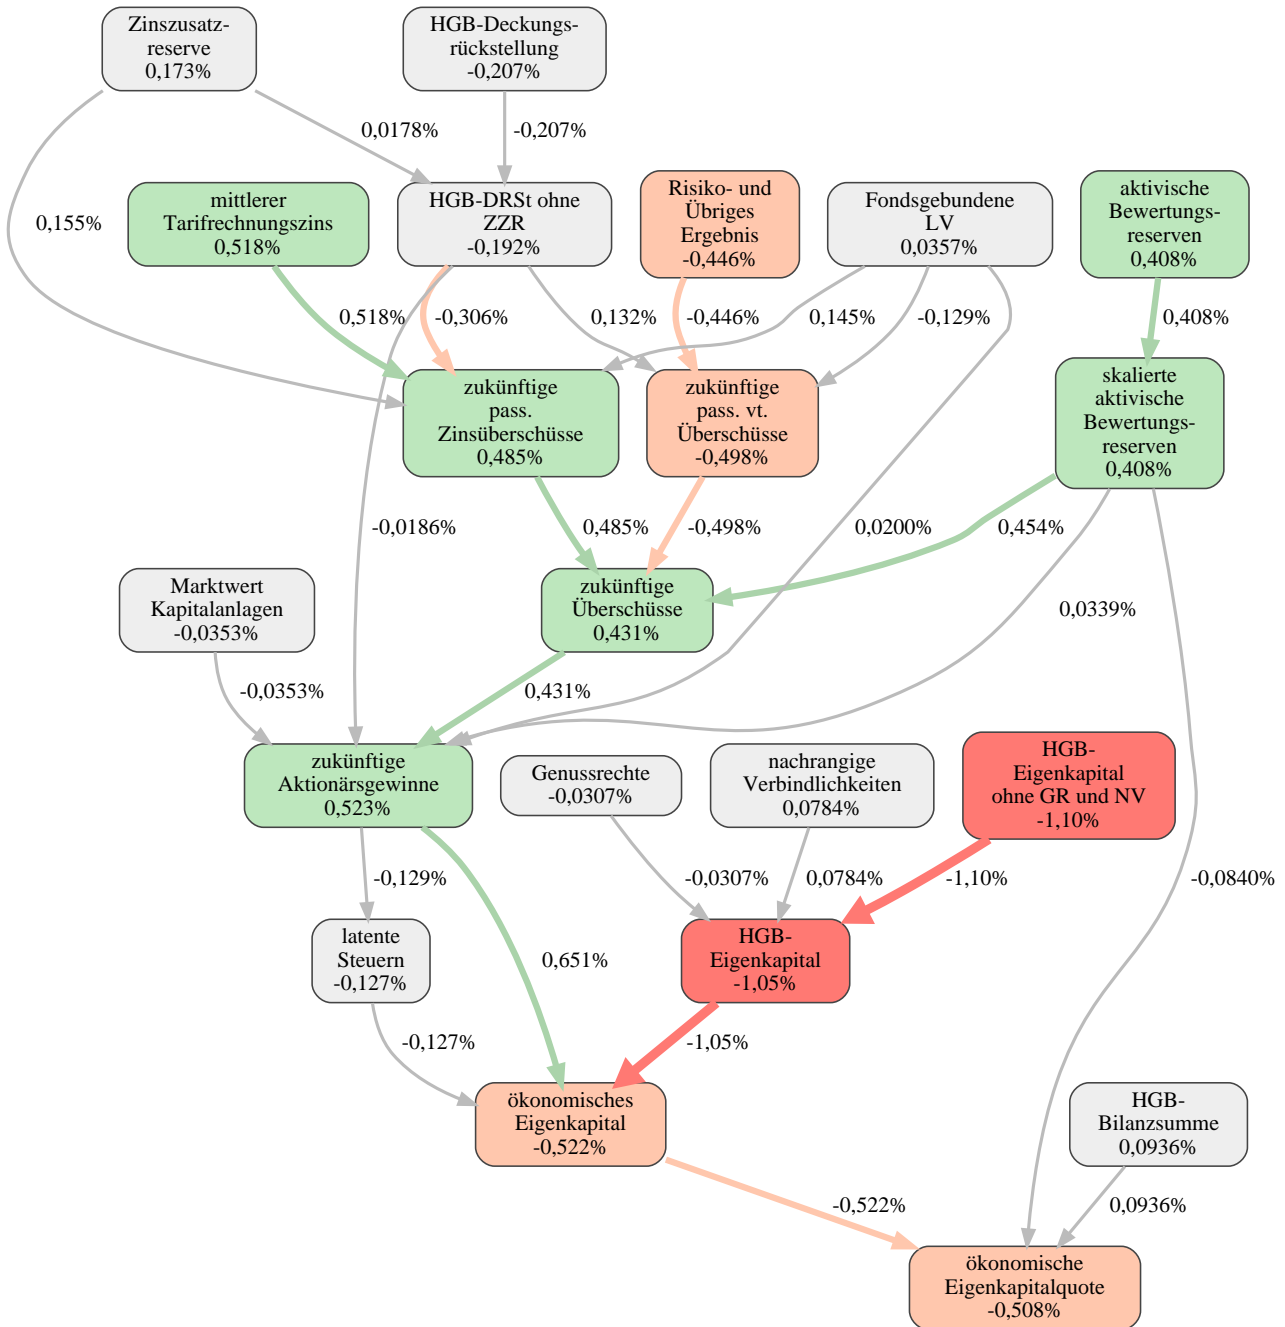 Zinszusatz-
reserve
0,173%
HGB-Deckungs-
rückstellung
-0,207%
0,0178%
-0,207%
mittlerer
Tarifrechnungszins
0,518%
HGB-DRSt ohne
ZZR
-0,192%
Risiko- und
Übriges
Ergebnis
-0,446%
Fondsgebundene
LV
0,0357%
aktivische
Bewertungs-
reserven
0,408%
0,155%
0,518%
-0,306%
0,132%
-0,446%
0,145%
-0,129%
0,408%
zukünftige
pass.
Zinsüberschüsse
0,485%
zukünftige
pass. vt.
Überschüsse
-0,498%
skalierte
aktivische
Bewertungs-
reserven
0,408%
-0,0186%
0,485%
-0,498%
0,0200%
0,454%
Marktwert
Kapitalanlagen
-0,0353%
zukünftige
Überschüsse
0,431%
0,0339%
-0,0353%
0,431%
zukünftige
Aktionärsgewinne
0,523%
Genussrechte
-0,0307%
nachrangige
Verbindlichkeiten
0,0784%
HGB-
Eigenkapital
ohne GR und NV
-1,10%
-0,129%
-0,0307%
0,0784%
-1,10%
-0,0840%
latente
Steuern
-0,127%
0,651%
HGB-
Eigenkapital
-1,05%
-0,127%
-1,05%
ökonomisches
Eigenkapital
-0,522%
HGB-
Bilanzsumme
0,0936%
-0,522%
0,0936%
ökonomische
Eigenkapitalquote
-0,508%